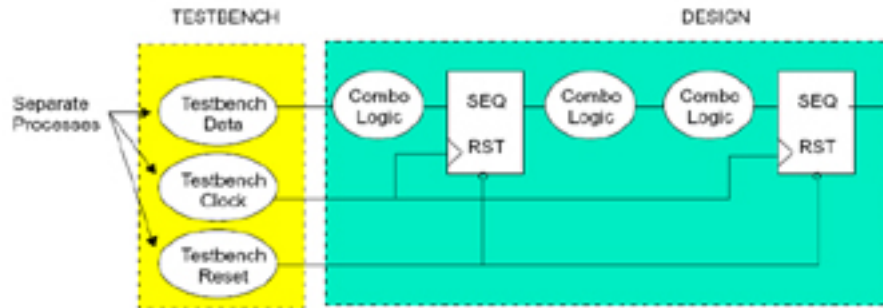 TESTBENCH
DESIGN
Separate
Processes
Testbench
Data
Testbench
Clock
Testbench
Reset
Combo
Logic
SEQ
RST
Combo
Logic
Combo
Logic
SEQ
RST